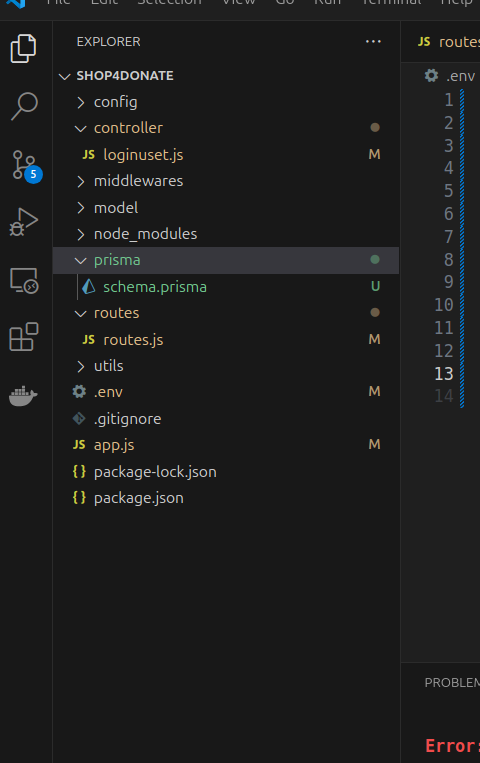 File Edit Selection View Go Run Terminal Help
EXPLORER
SHOP4DONATE
config
controller
JS loginuset.js M
middlewares
model
node_modules
prisma
schema.prisma U
routes
JS routes.js M
utils
.env M
.gitignore
JS app.js M
{ } package-lock.json
{ } package.json
5
JS routes
.env
1
2
3
4
5
6
7
8
9
10
11
12
13
14
PROBLEM
Error: